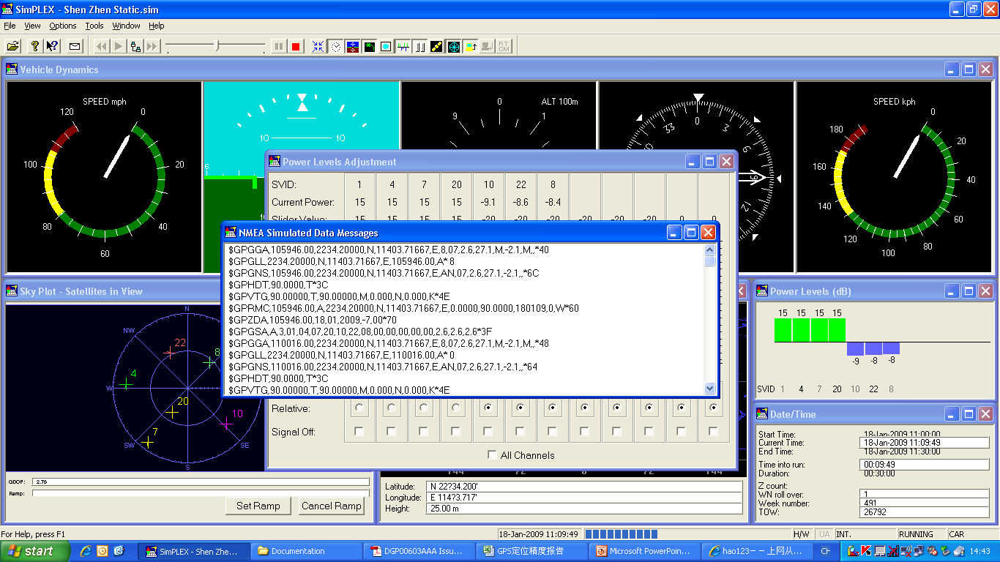 SimPLEX - Shen Zhen Static.sim
File View Options Tools Window Help
RT CM
Vehicle Dynamics
SPEED mph
0
20
40
60
80
100
120
10 10
6
ALT 100m
9 0 1
33 0 3
6
SPEED kph
0
20
40
60
80
100
120
140
160
180
Power Levels Adjustment
SVID: 1 4 7 20 10 22 8
Current Power: 15 15 15 15 -9.1 -8.6 -8.4
Slider Value: 15 15 15 15 -20 -20 -20 -20 -20 -20 0 0
NMEA Simulated Data Messages
$GPGGA,105946.00,2234.20000,N,11403.71667,E,8,07,2.6,27.1,M,-2.1,M,,*40
$GPGLL,2234.20000,N,11403.71667,E,105946.00,A* 8
$GPGNS,105946.00,2234.20000,N,11403.71667,E,AN,07,2.6,27.1,-2.1,,*6C
$GPHDT,90.0000,T*3C
$GPVTG,90.00000,T,90.00000,M,0.000,N,0.000,K*4E
$GPRMC,105946.00,A,2234.20000,N,11403.71667,E,0.0000,90.0000,180109,0,W*60
$GPZDA,105946.00,18,01,2009,-7,00*70
$GPGSA,A,3,01,04,07,20,10,22,08,00,00,00,00,00,2.6,2.6,2.6*3F
$GPGGA,110016.00,2234.20000,N,11403.71667,E,8,07,2.6,27.1,M,-2.1,M,,*48
$GPGLL,2234.20000,N,11403.71667,E,110016.00,A* 0
$GPGNS,110016.00,2234.20000,N,11403.71667,E,AN,07,2.6,27.1,-2.1,,*64
$GPHDT,90.0000,T*3C
$GPVTG,90.00000,T,90.00000,M,0.000,N,0.000,K*4E
Relative:
Signal Off:
All Channels
Sky Plot - Satellites in View
N
NW
22
8
4
W
20
10
7
SW
SE
S
GDOP: 2.79
Ramp:
Set Ramp Cancel Ramp
144 72 0 72 144
Latitude: N 22?34.200'
Longitude: E 114?3.717'
Height: 25.00 m
Power Levels (dB)
15 15 15 15
-9 -8 -8
SVID 1 4 7 20 10 22 8
Date/Time
Start Time: 18-Jan-2009 11:00:00
Current Time: 18-Jan-2009 11:09:49
End Time: 18-Jan-2009 11:30:00
Time into run: 00:09:49
Duration: 00:30:00
Z count:
WN roll over: 1
Week number: 491
TOW: 26792
For Help, press F1
18-Jan-2009 11:09:49
H/W UA INT. RUNNING CAR
start
SimPLEX - Shen Zhe...
Documentation
DGP00603AAA Issu...
GPS定位精度报告
Microsoft PowerPoin...
hao123－－上网从...
CH
14:43